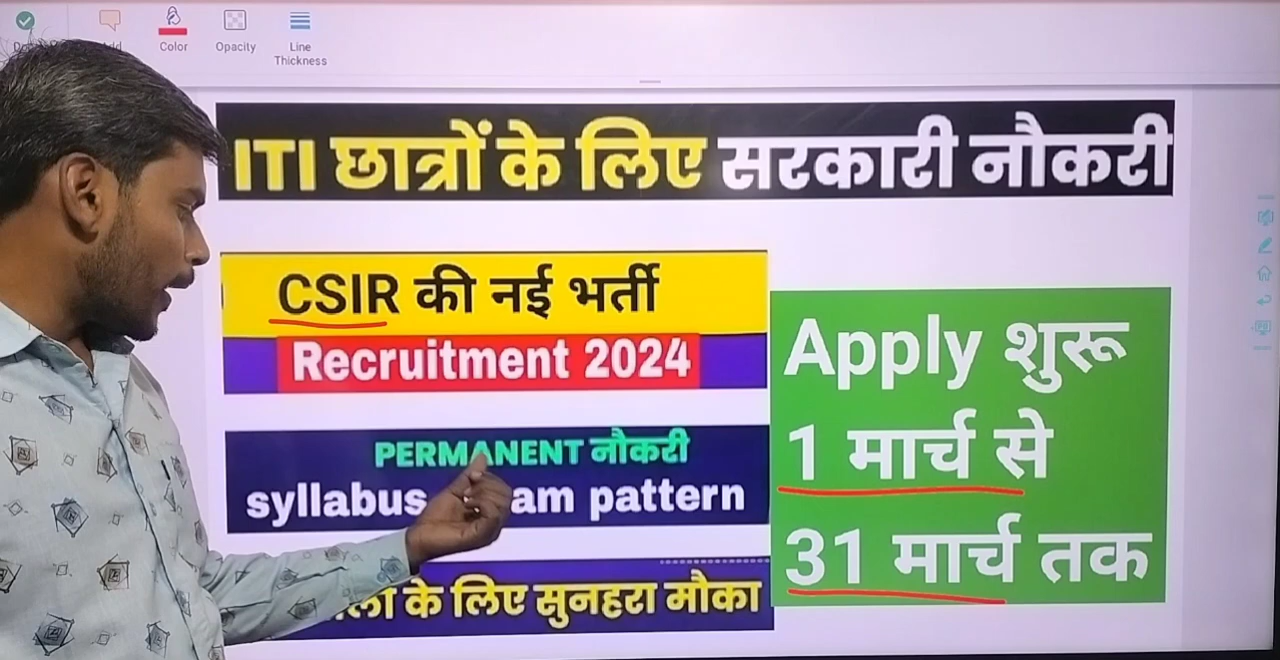 Color
Opacity
Line
Thickness
ITI छात्रों के लिए सरकारी नौकरी
CSIR की नई भर्ती
Recruitment 2024
PERMANENT नौकरी
syllabus pattern
के लिए सुनहरा मौका
Apply शुरू
1 मार्च से
31 मार्च तक